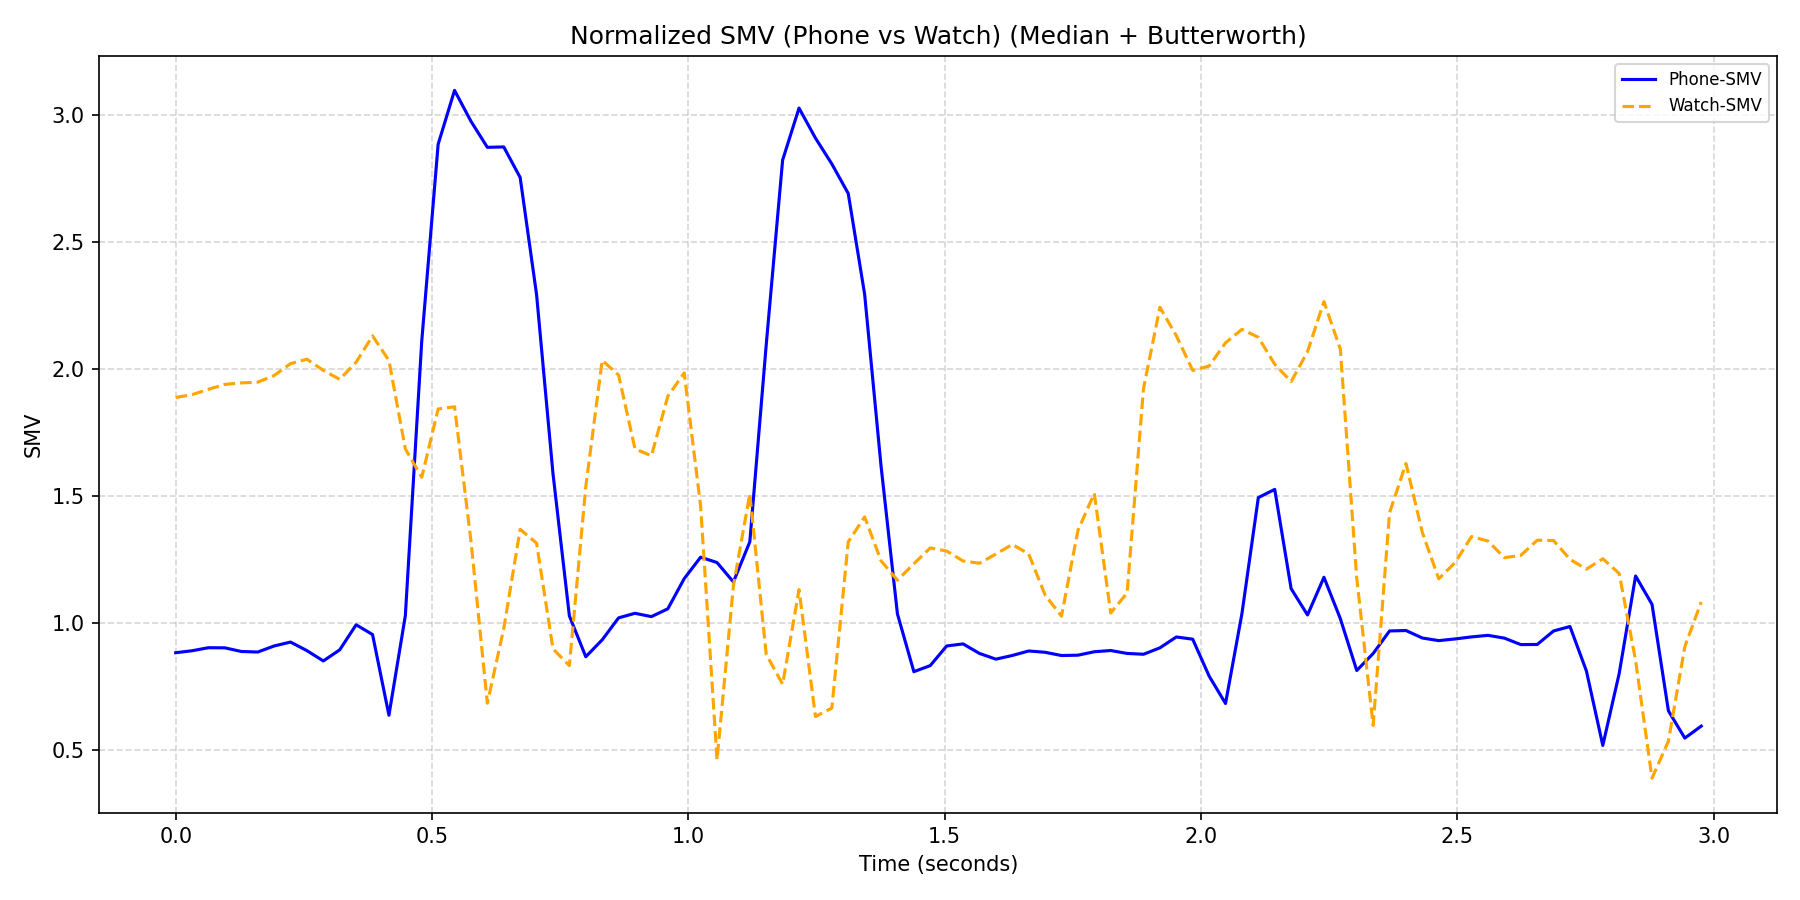 Normalized SMV (Phone vs Watch) (Median + Butterworth)
Phone-SMV
Watch-SMV
3.0
2.5
2.0
1.5
1.0
0.5
SMV
0.0 0.5 1.0 1.5 2.0 2.5 3.0
Time (seconds)